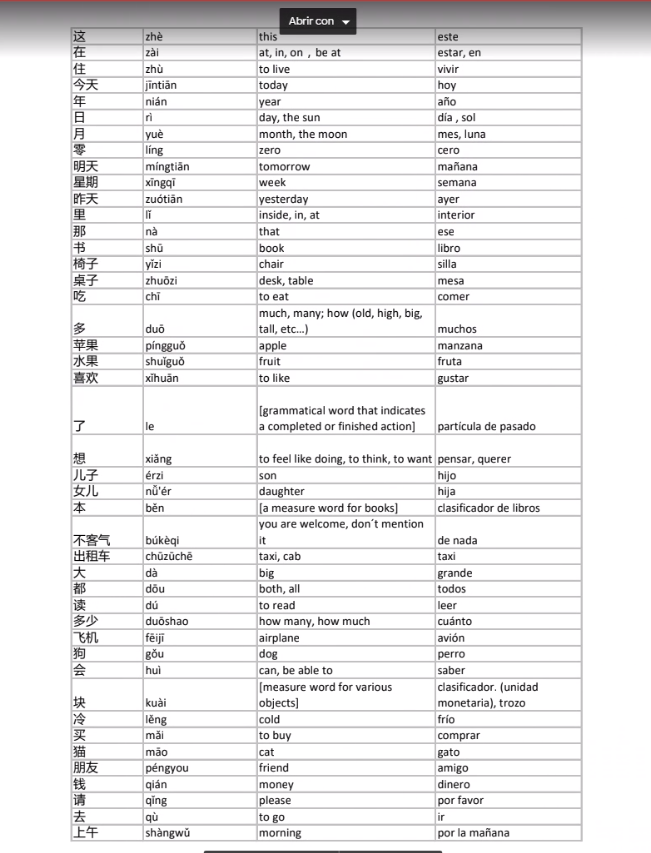 Abrir con
这 zhè this este
在 zài at, in, on，be at estar, en
住 zhù to live vivir
今天 jīntiān today hoy
年 nián year año
日 rì day, the sun día , sol
月 yuè month, the moon mes, luna
零 líng zero cero
明天 míngtiān tomorrow mañana
星期 xīngqī week semana
昨天 zuótiān yesterday ayer
里 lǐ inside, in, at interior
那 nà that ese
书 shū book libro
椅子 yǐzi chair silla
桌子 zhuōzi desk, table mesa
吃 chī to eat comer
much, many; how (old, high, big,
多 duō tall, etc…) muchos
苹果 píngguǒ apple manzana
水果 shuǐguǒ fruit fruta
喜欢 xǐhuān to like gustar
[grammatical word that indicates
了 le a completed or finished action] partícula de pasado
想 xiǎng to feel like doing, to think, to want pensar, querer
儿子 érzi son hijo
女儿 nǚ'ér daughter hija
本 běn [a measure word for books] clasificador de libros
you are welcome, don´t mention
不客气 búkèqi it de nada
出租车 chūzūchē taxi, cab taxi
大 dà big grande
都 dōu both, all todos
读 dú to read leer
多少 duōshao how many, how much cuánto
飞机 fēijī airplane avión
狗 gǒu dog perro
会 huì can, be able to saber
[measure word for various clasificador. (unidad
块 kuài objects] monetaria), trozo
冷 lěng cold frío
买 mǎi to buy comprar
猫 māo cat gato
朋友 péngyou friend amigo
钱 qián money dinero
请 qǐng please por favor
去 qù to go ir
上午 shàngwǔ morning por la mañana